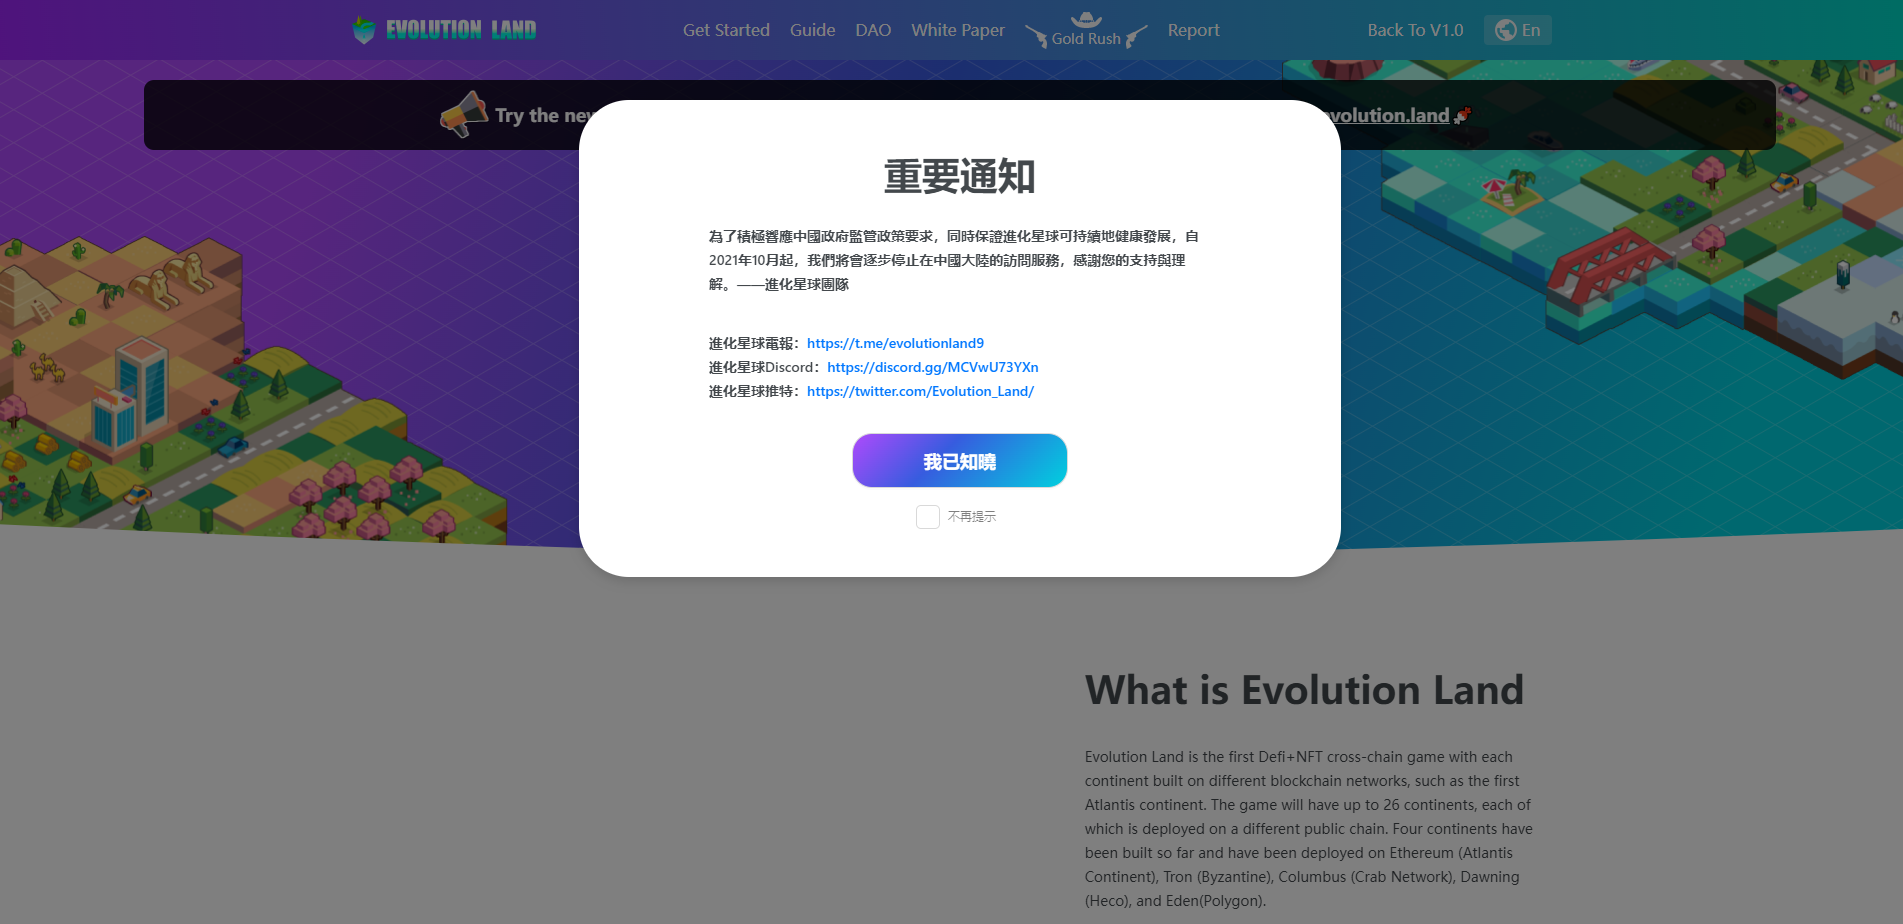 EVOLUTION LAND
Get Started Guide DAO White Paper Gold Rush Report Back To V1.0 En
Try the new
volution.land
重要通知
為了積極響應中國政府監管政策要求，同時保證進化星球可持續地健康發展，自
2021年10月起，我們將會逐步停止在中國大陸的訪問服務，感謝您的支持與理
解。——進化星球團隊
進化星球電報：https://t.me/evolutionland9
進化星球Discord：https://discord.gg/MCVwU73YXn
進化星球推特：https://twitter.com/Evolution_Land/
我已知曉
不再提示
What is Evolution Land
Evolution Land is the first Defi+NFT cross-chain game with each
continent built on different blockchain networks, such as the first
Atlantis continent. The game will have up to 26 continents, each of
which is deployed on a different public chain. Four continents have
been built so far and have been deployed on Ethereum (Atlantis
Continent), Tron (Byzantine), Columbus (Crab Network), Dawning
(Heco), and Eden(Polygon).